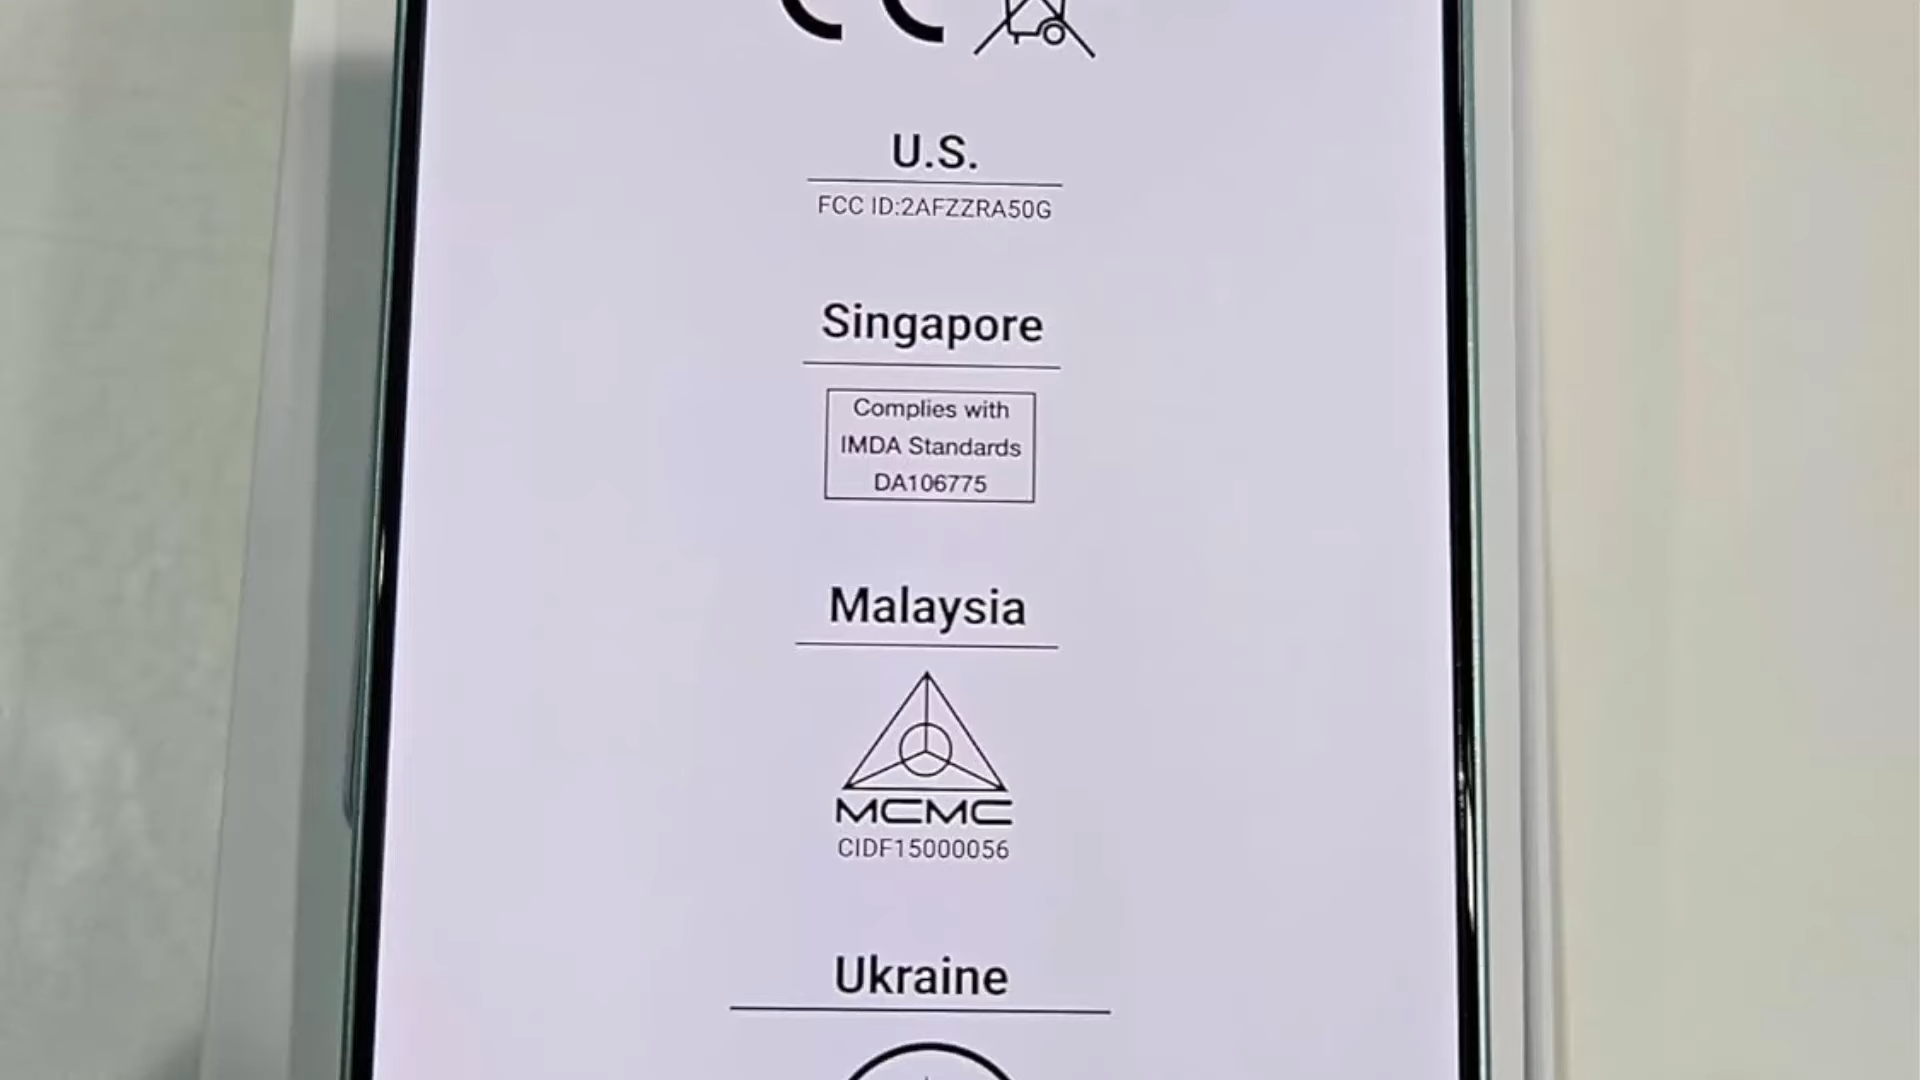 U.S.
FCC ID:2AFZZRA50G
Singapore
Complies with
IMDA Standards
DA106775
Malaysia
MCMC
CIDF15000056
Ukraine